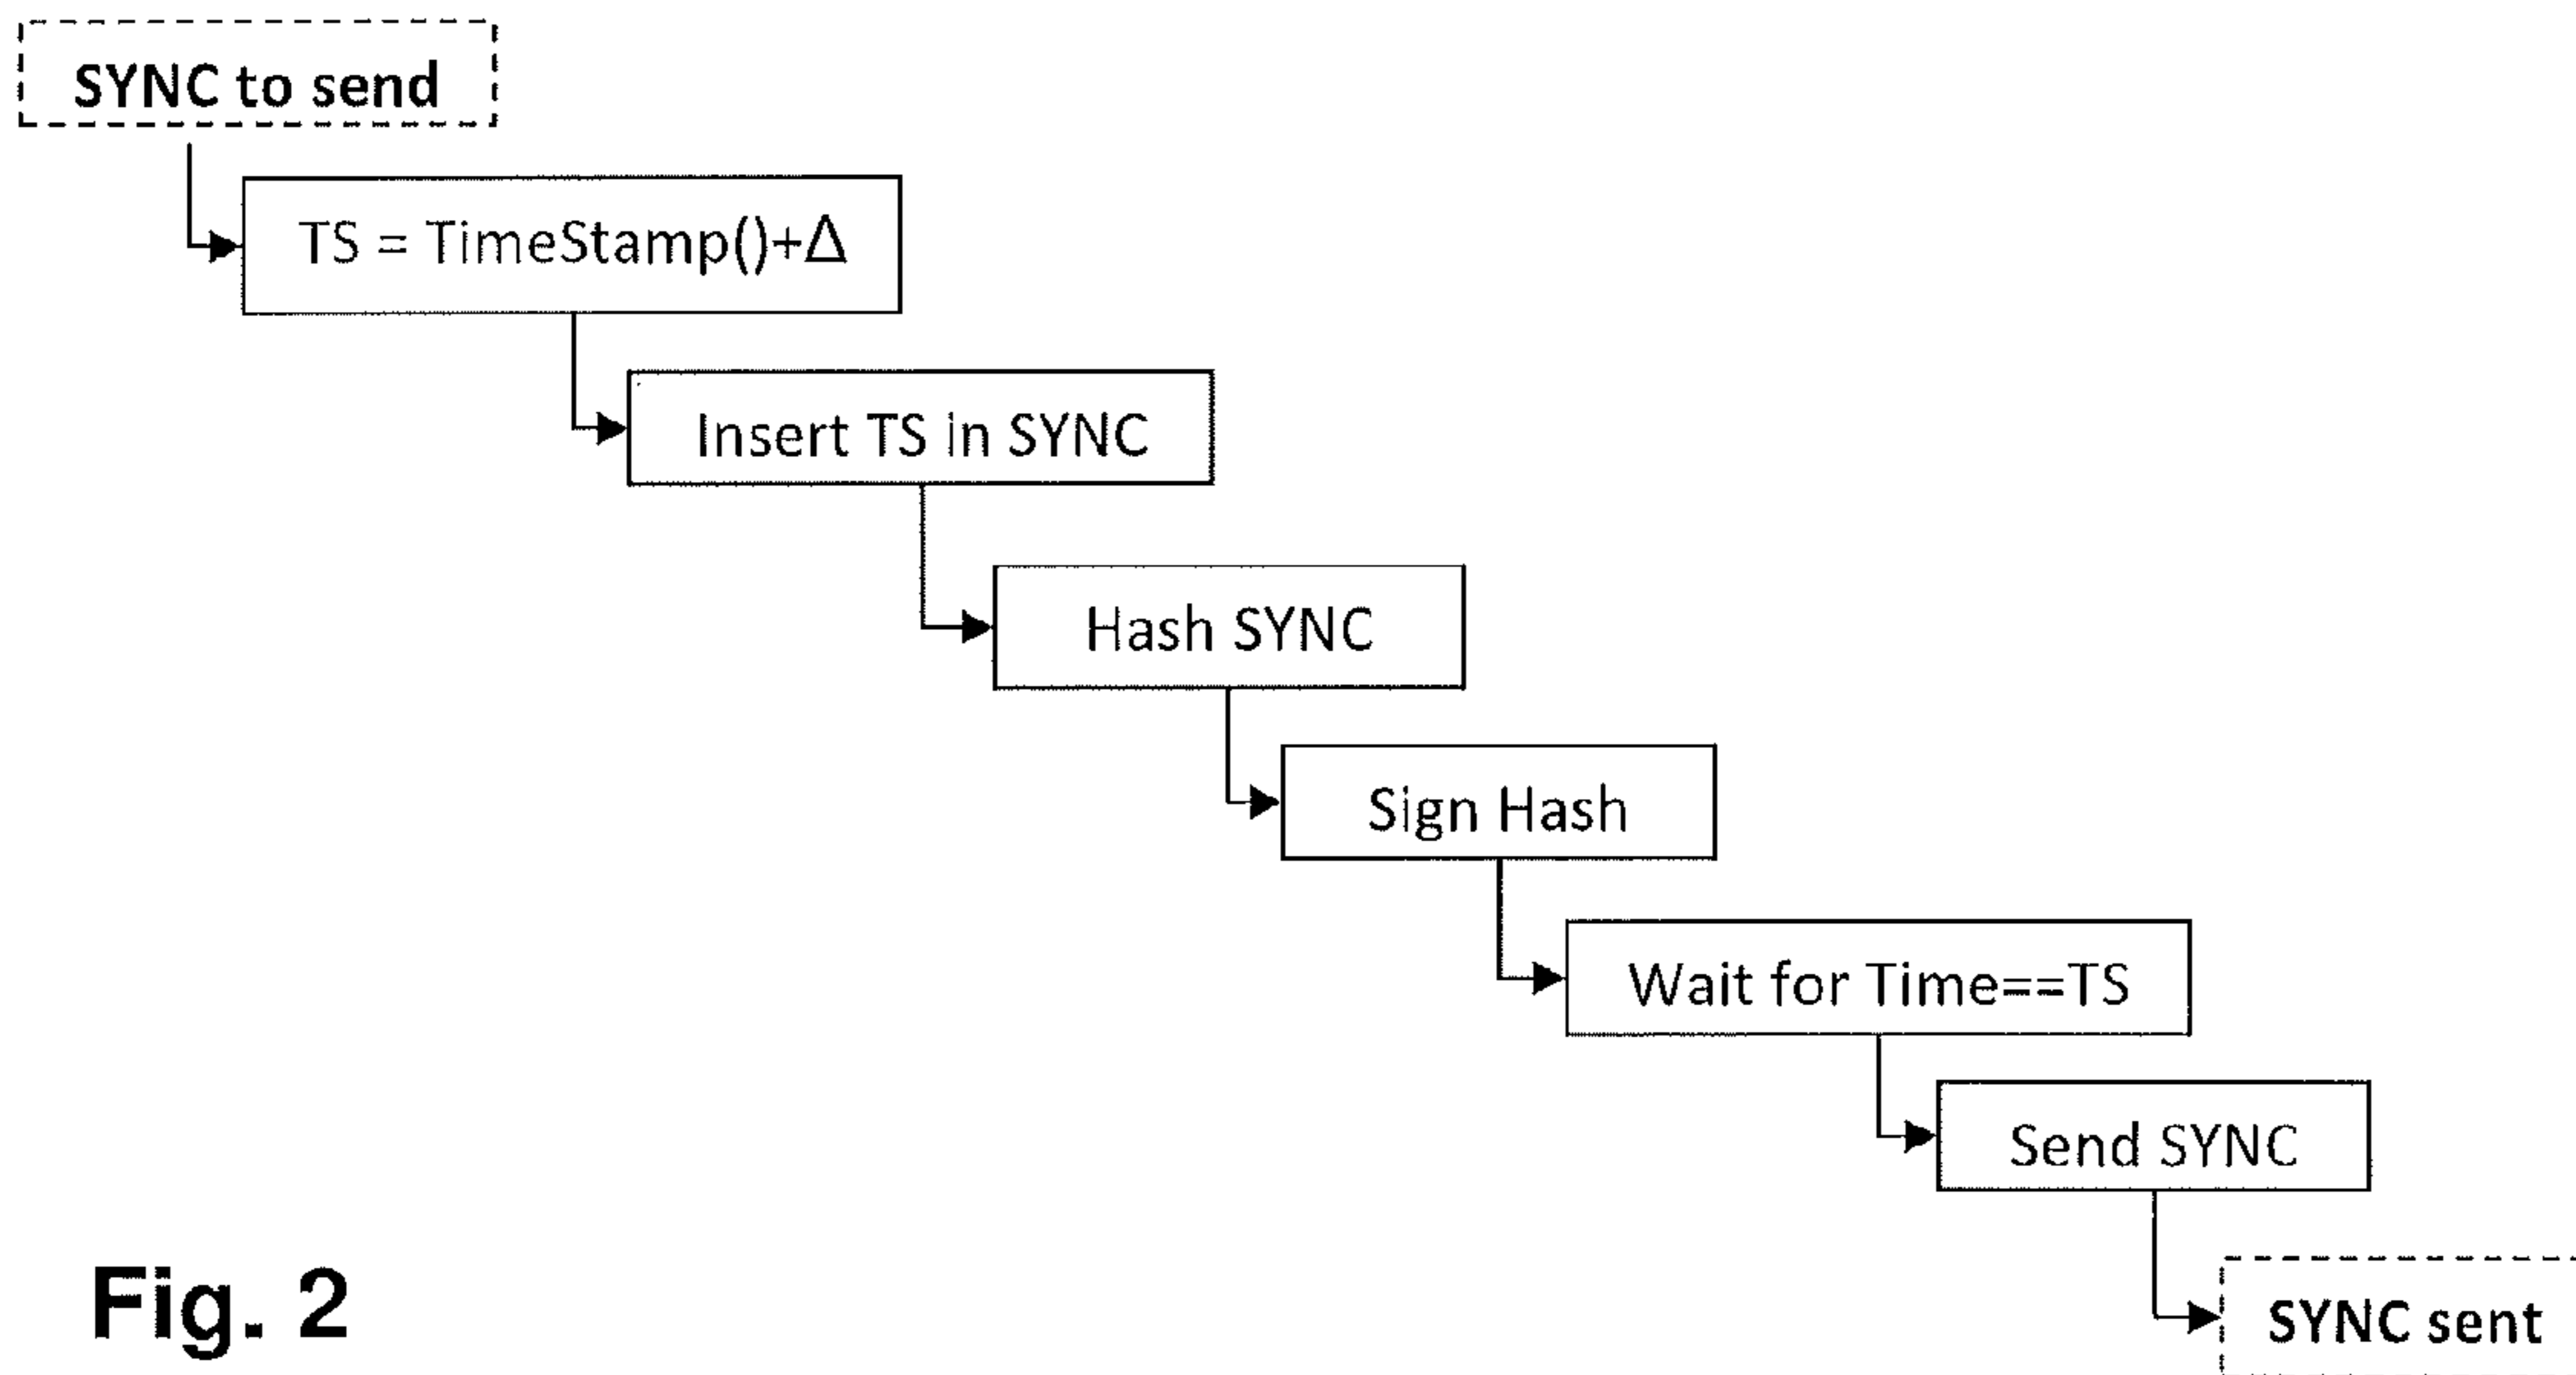 SYNC to send
TS = TimeStamp()+Δ
Insert TS in SYNC
Hash SYNC
Sign Hash
Wait for Time==TS
Send SYNC
SYNC sent
Fig. 2